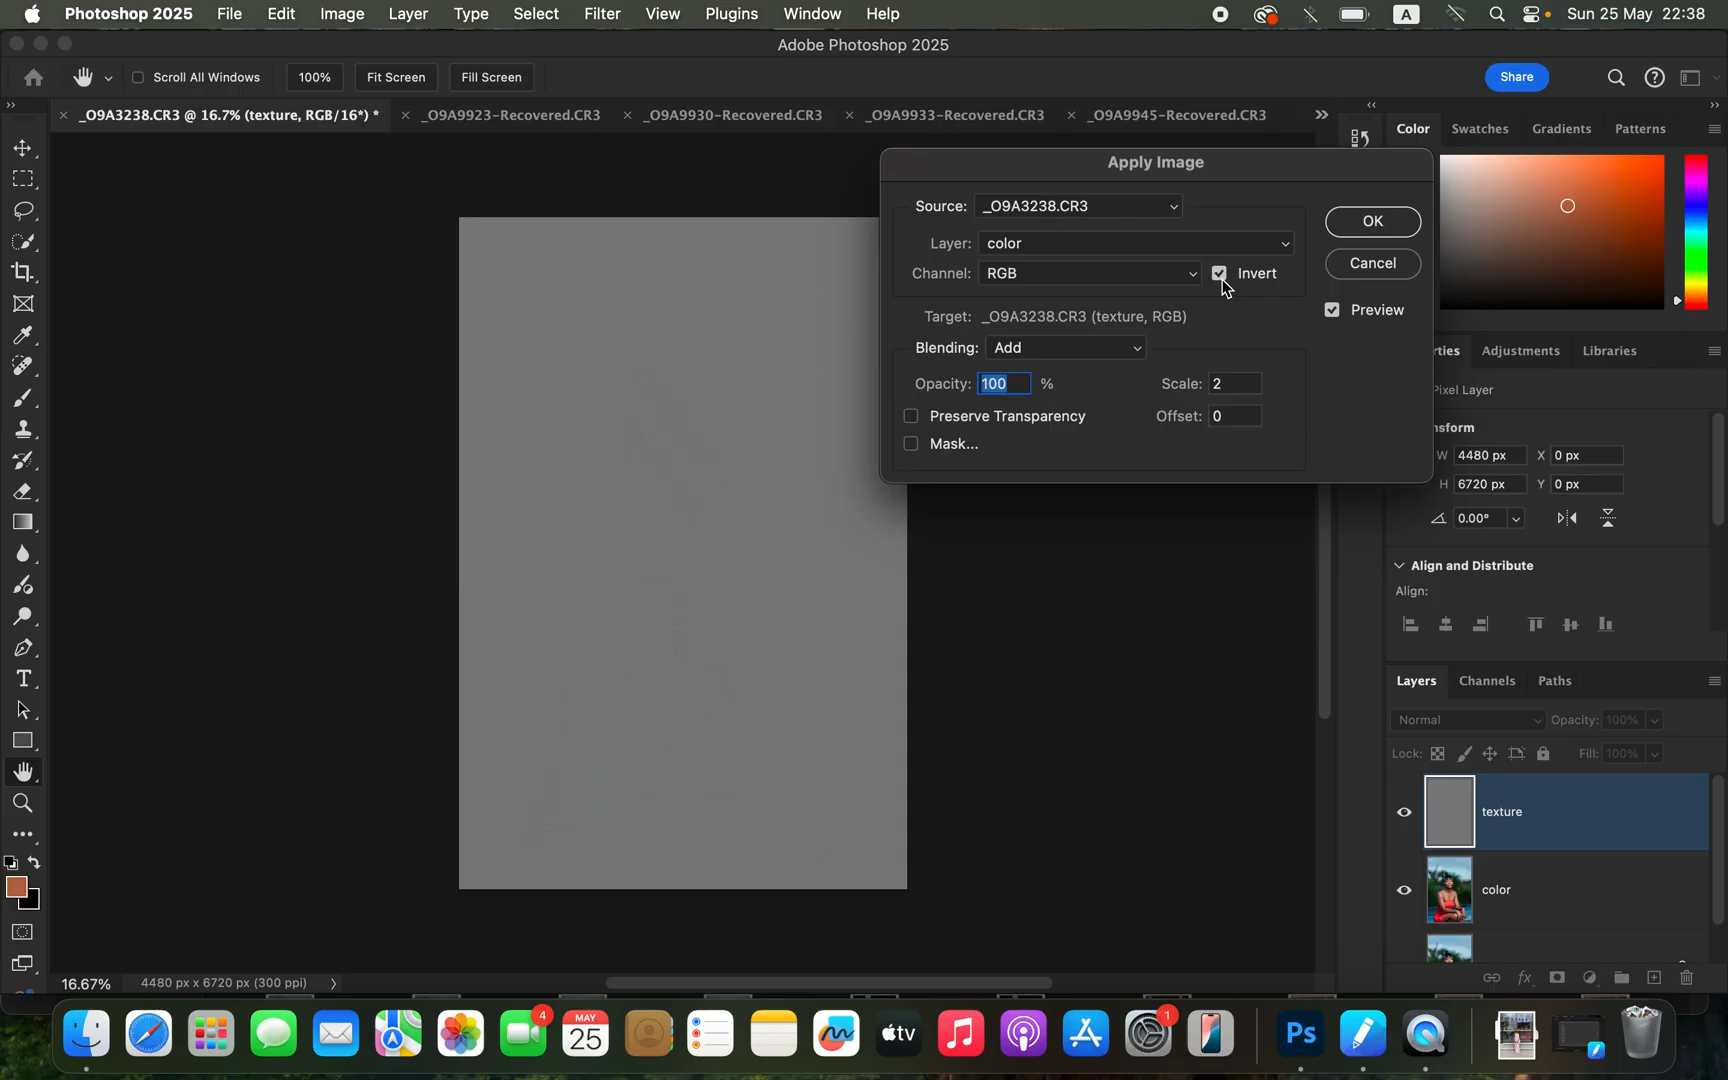 Photoshop 2025 File Edit Image Layer Type Select Filter View Plugins Window Help A Sun 25 May 22:38
Adobe Photoshop 2025
Scroll All Windows 100% Fit Screen Fill Screen Share
_O9A3238.CR3 @ 16.7% (texture, RGB/16*) * _O9A9923-Recovered.CR3 _O9A9930-Recovered.CR3 _O9A9933-Recovered.CR3 _O9A9945-Recovered.CR3
Color Swatches Gradients Patterns
Apply Image
Source: _O9A3238.CR3
OK
Layer: color
Channel: RGB Invert
Cancel
Target: _O9A3238.CR3 (texture, RGB)
Preview
Blending: Add
Opacity: 100 % Scale: 2
Preserve Transparency Offset: 0
Mask...
rties Adjustments Libraries
Pixel Layer
nsform
W 4480 px X 0 px
H 6720 px Y 0 px
0.00°
Align and Distribute
Align:
Layers Channels Paths
Normal Opacity: 100%
Lock: Fill: 100%
texture
color
T
16.67% 4480 px x 6720 px (300 ppi)
4 MAY 25 tv 1 Ps